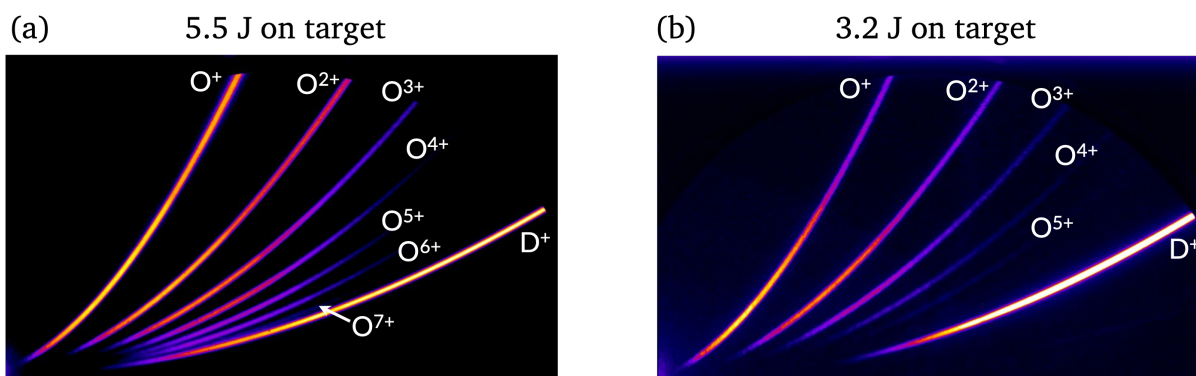 (a) 5.5 J on target
O⁺
O²⁺
O³⁺
O⁴⁺
O⁵⁺
O⁶⁺
D⁺
O⁷⁺
(b) 3.2 J on target
O⁺
O²⁺
O³⁺
O⁴⁺
O⁵⁺
D⁺